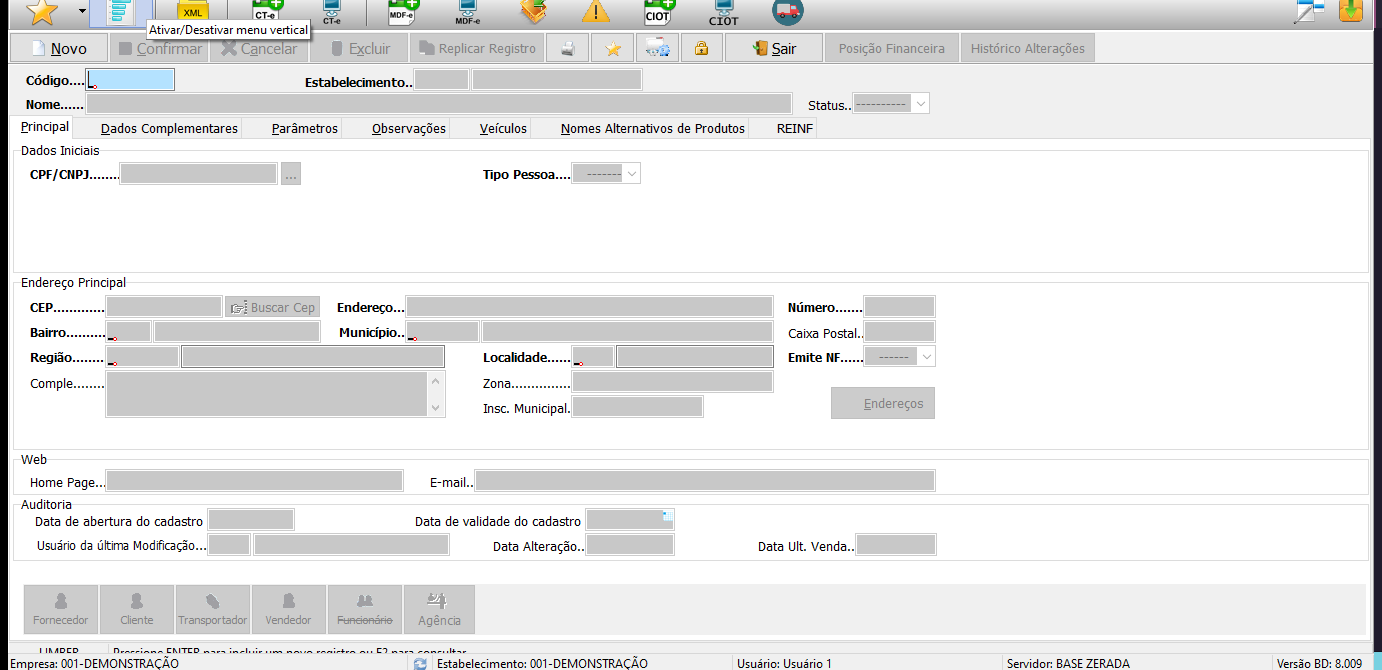 XML CT-e CT-e MDF-e MDF-e CIOT CIOT
Ativar/Desativar menu vertical
Novo Confirmar Cancelar Excluir Replicar Registro Sair Posição Financeira Histórico Alterações
Código.... Estabelecimento..
Nome...... Status.. ----------
Principal Dados Complementares Parâmetros Observações Veículos Nomes Alternativos de Produtos REINF
Dados Iniciais
CPF/CNPJ....... ... Tipo Pessoa.... -------
Endereço Principal
CEP............ Buscar Cep Endereço... Número.......
Bairro.......... Município.. Caixa Postal..
Região........ Localidade...... Emite NF...... ------
Comple........ Zona...............
Insc. Municipal. Endereços
Web
Home Page... E-mail..
Auditoria
Data de abertura do cadastro Data de validade do cadastro
Usuário da última Modificação... Data Alteração.. Data Ult. Venda..
Fornecedor Cliente Transportador Vendedor Funcionário Agência
LIMBER Pressione ENTER para incluir um novo registro ou F2 para consultar
Empresa: 001-DEMONSTRAÇÃO Estabelecimento: 001-DEMONSTRAÇÃO Usuário: Usuário 1 Servidor: BASE ZERADA Versão BD: 8.009